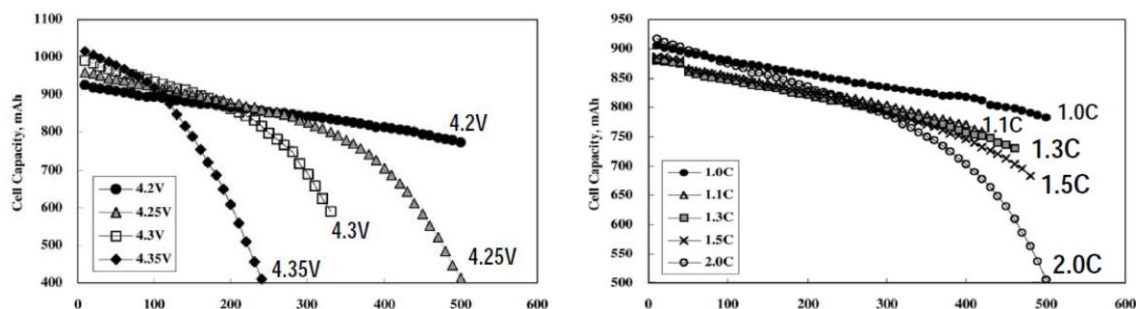 1100
1000
900
800
700
600
500
400
0
100
200
300
400
500
600
Cell Capacity, mAh
4.2V
4.25V
4.3V
4.35V
4.2V
4.3V
4.25V
4.35V
950
900
850
800
750
700
650
600
550
500
0
100
200
300
400
500
600
Cell Capacity, mAh
1.0C
1.1C
1.3C
1.5C
2.0C
1.0C
1.1C
1.3C
1.5C
2.0C